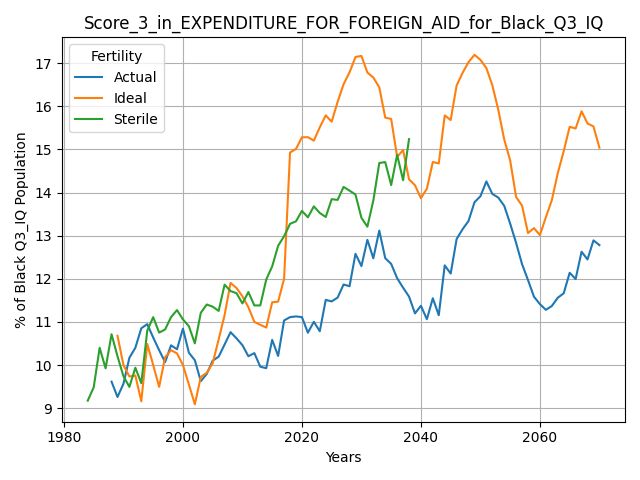 Score_3_in_EXPENDITURE_FOR_FOREIGN_AID_for_Black_Q3_IQ
Fertility
Actual
Ideal
Sterile
% of Black Q3_IQ Population
17
16
15
14
13
12
11
10
9
1980 2000 2020 2040 2060
Years